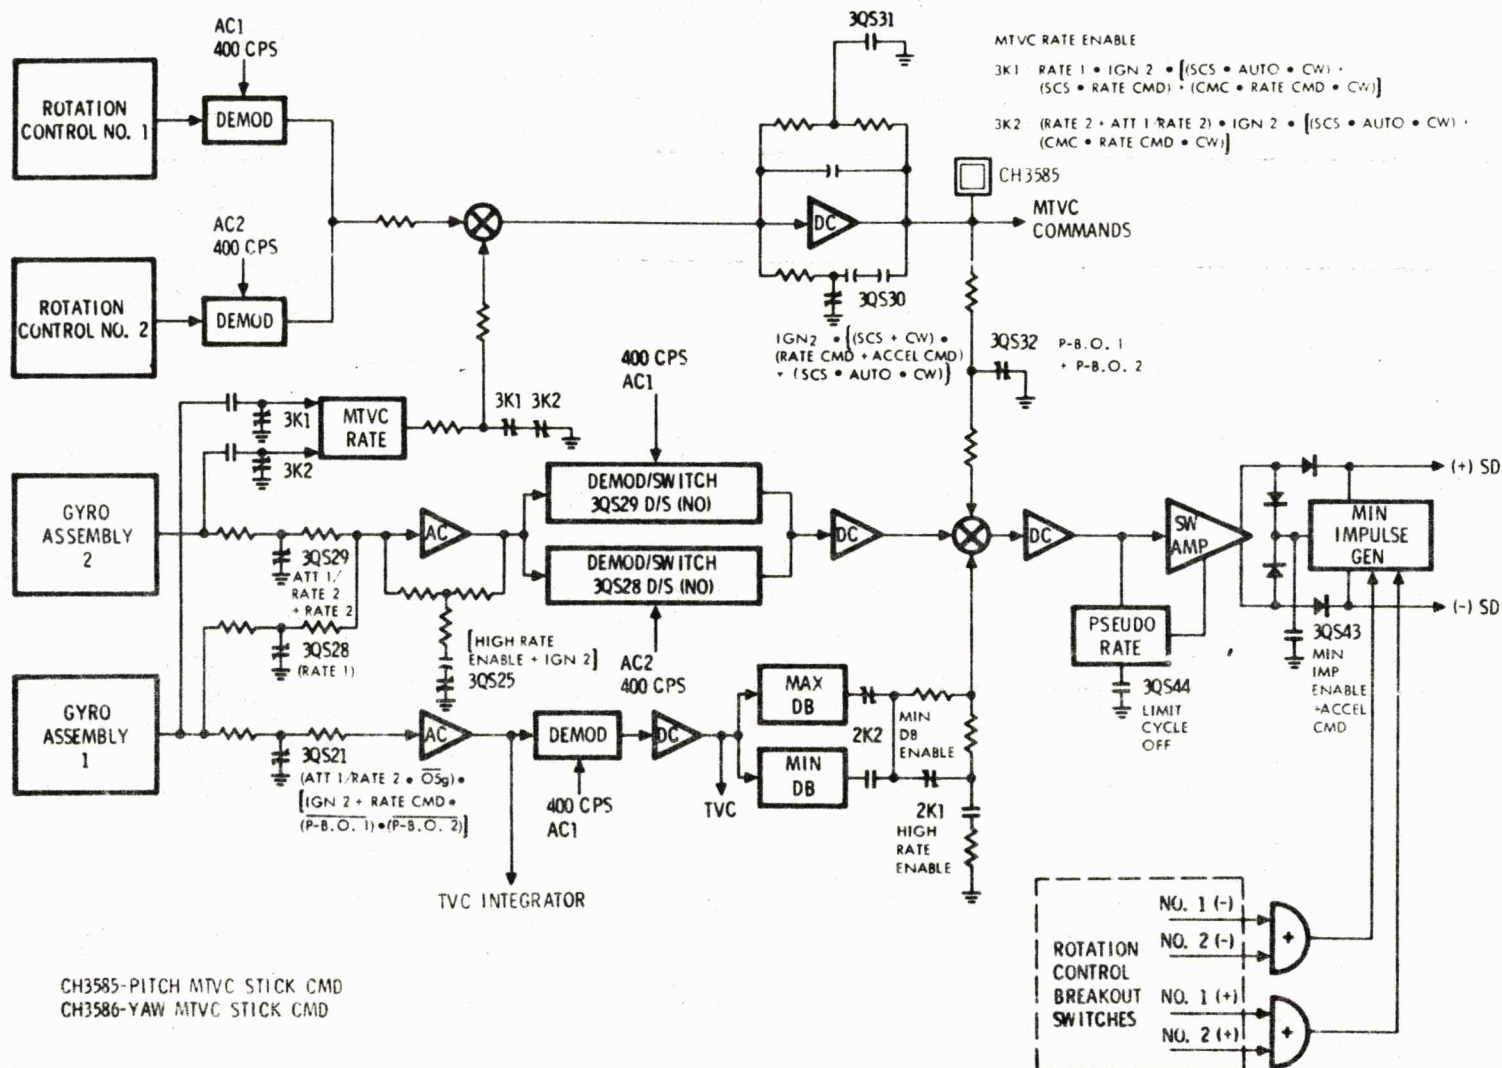 AC1
400 CPS
ROTATION
CONTROL NO. 1
DEMOD
AC2
400 CPS
ROTATION
CONTROL NO. 2
DEMOD
3QS31
DC
3QS30
MTVC RATE ENABLE
3K1 RATE 1 • IGN 2 • [(SCS • AUTO • CW) +
(SCS • RATE CMD) + (CMC • RATE CMD • CW)]
3K2 (RATE 2 + ATT 1/RATE 2) • IGN 2 • [(SCS • AUTO • CW) +
(CMC • RATE CMD • CW)]
CH3585
MTVC
COMMANDS
IGN2 • [(SCS + CW) •
(RATE CMD + ACCEL CMD)
+ (SCS • AUTO • CW)]
3QS32
P-B.O. 1
+ P-B.O. 2
3K1
3K2
MTVC
RATE
3K1 3K2
400 CPS
AC1
GYRO
ASSEMBLY
2
3QS29
ATT 1/
RATE 2
+ RATE 2
3QS28
(RATE 1)
AC
DEMOD/SWITCH
3QS29 D/S (NO)
DEMOD/SWITCH
3QS28 D/S (NO)
AC2
400 CPS
DC
DC
SW
AMP
MIN
IMPULSE
GEN
(+) SD
(-) SD
PSEUDO
RATE
3QS44
LIMIT
CYCLE
OFF
3QS43
MIN
IMP
ENABLE
+ACCEL
CMD
[HIGH RATE
ENABLE + IGN 2]
3QS25
GYRO
ASSEMBLY
1
3QS21
(ATT 1/RATE 2 • O̅S̅g̅) •
[IGN 2 + RATE CMD •
(P̅-̅B̅.̅O̅.̅ ̅1̅) • (P̅-̅B̅.̅O̅.̅ ̅2̅)]
AC
DEMOD
400 CPS
AC1
DC
TVC
TVC INTEGRATOR
MAX
DB
MIN
DB
2K2
MIN
DB
ENABLE
2K1
HIGH
RATE
ENABLE
ROTATION
CONTROL
BREAKOUT
SWITCHES
NO. 1 (-)
NO. 2 (-)
+
NO. 1 (+)
NO. 2 (+)
+
CH3585-PITCH MTVC STICK CMD
CH3586-YAW MTVC STICK CMD